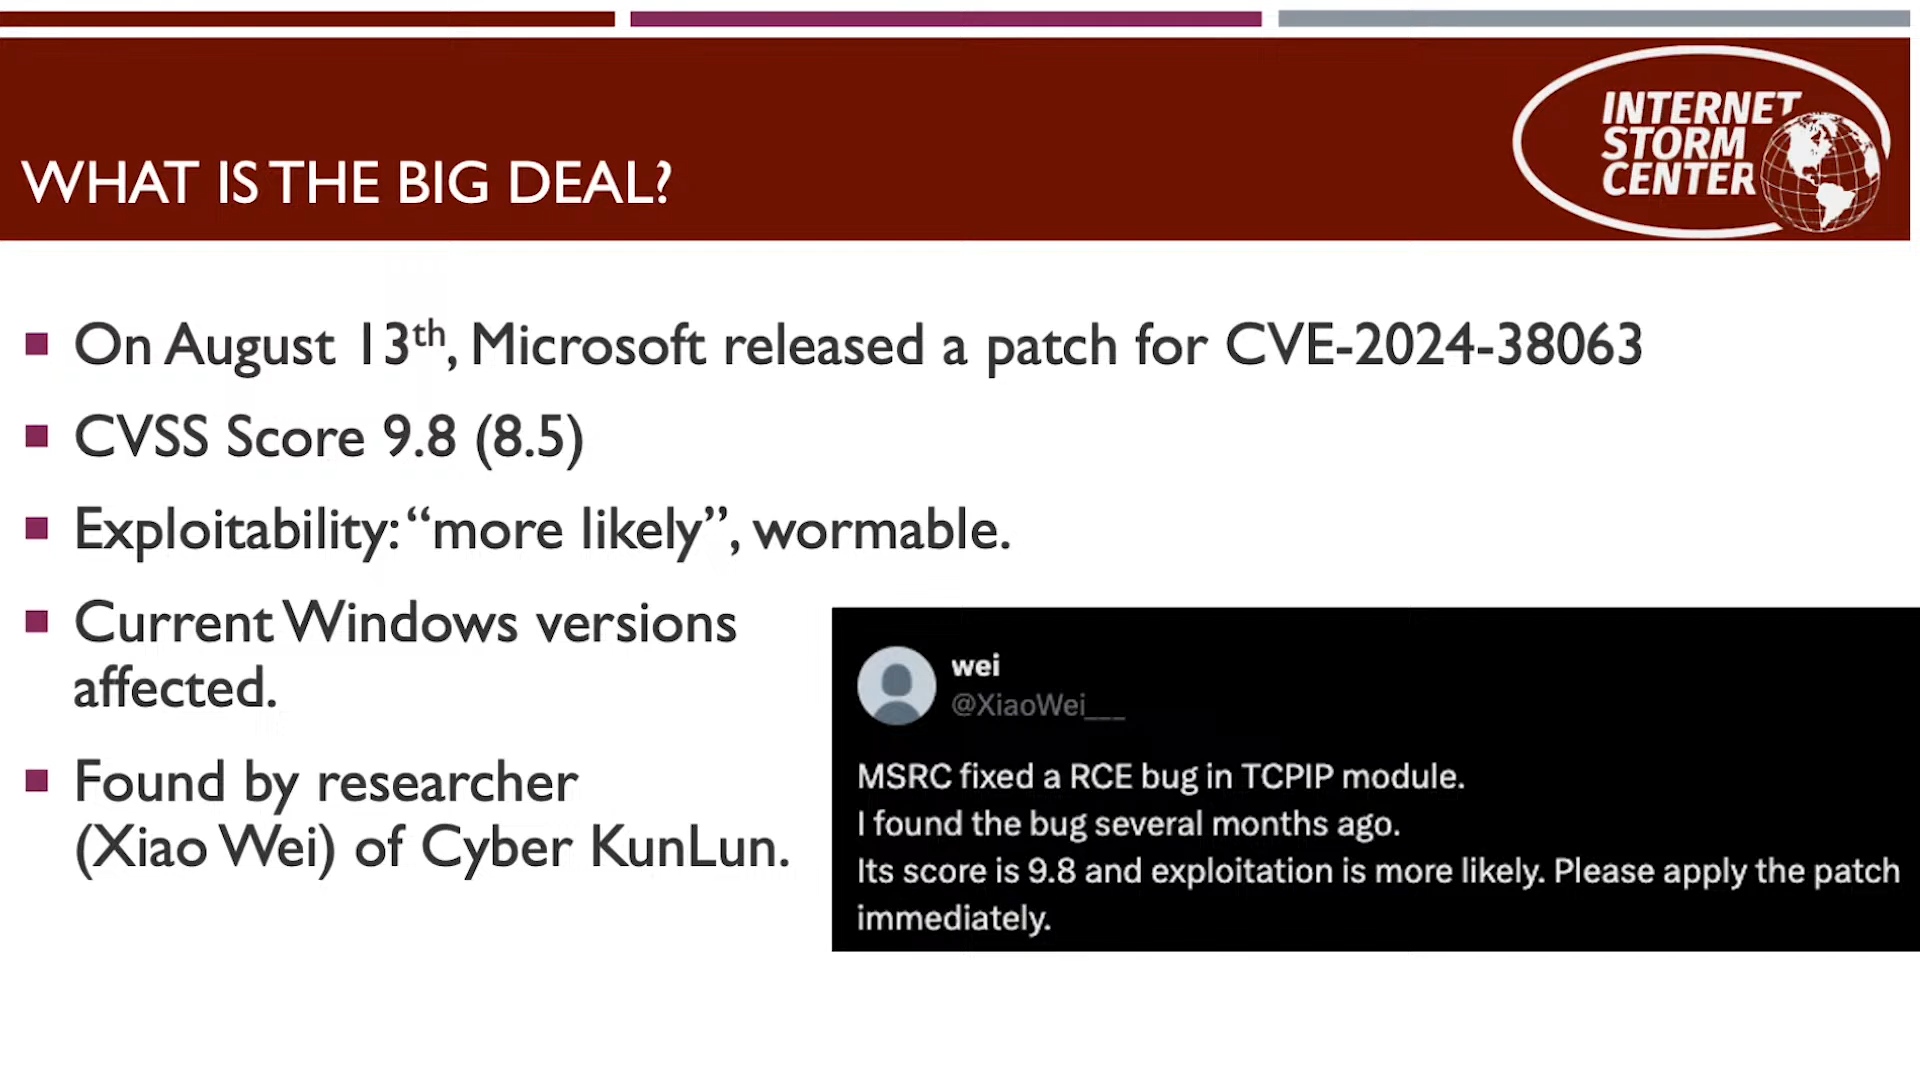 INTERNET
STORM
CENTER
WHAT IS THE BIG DEAL?
On August 13th, Microsoft released a patch for CVE-2024-38063
CVSS Score 9.8 (8.5)
Exploitability: “more likely”, wormable.
Current Windows versions
affected.
Found by researcher
(Xiao Wei) of Cyber KunLun.
wei
@XiaoWei___
MSRC fixed a RCE bug in TCPIP module.
I found the bug several months ago.
Its score is 9.8 and exploitation is more likely. Please apply the patch
immediately.